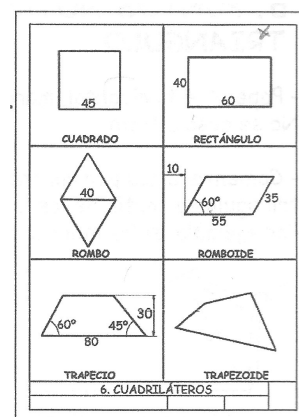 45
CUADRADO
40
60
RECTÁNGULO
40
ROMBO
10
60°
35
55
ROMBOIDE
60°
45°
30
80
TRAPECIO
TRAPEZOIDE
6. CUADRILÁTEROS